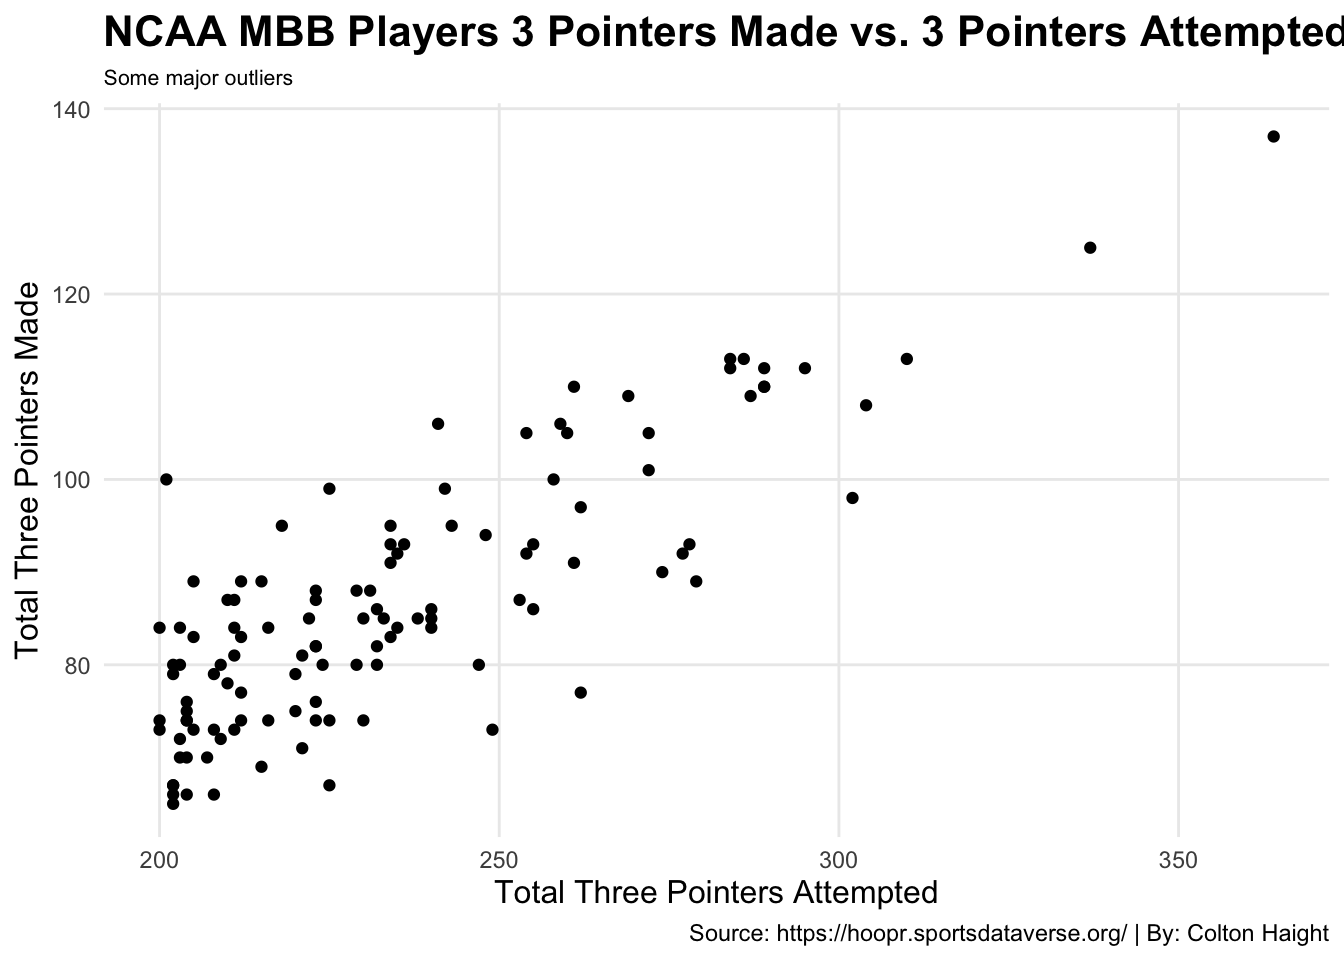 NCAA MBB Players 3 Pointers Made vs. 3 Pointers Attempted
Some major outliers
140
120
100
80
Total Three Pointers Made
200 250 300 350
Total Three Pointers Attempted
Source: https://hoopr.sportsdataverse.org/ | By: Colton Haight